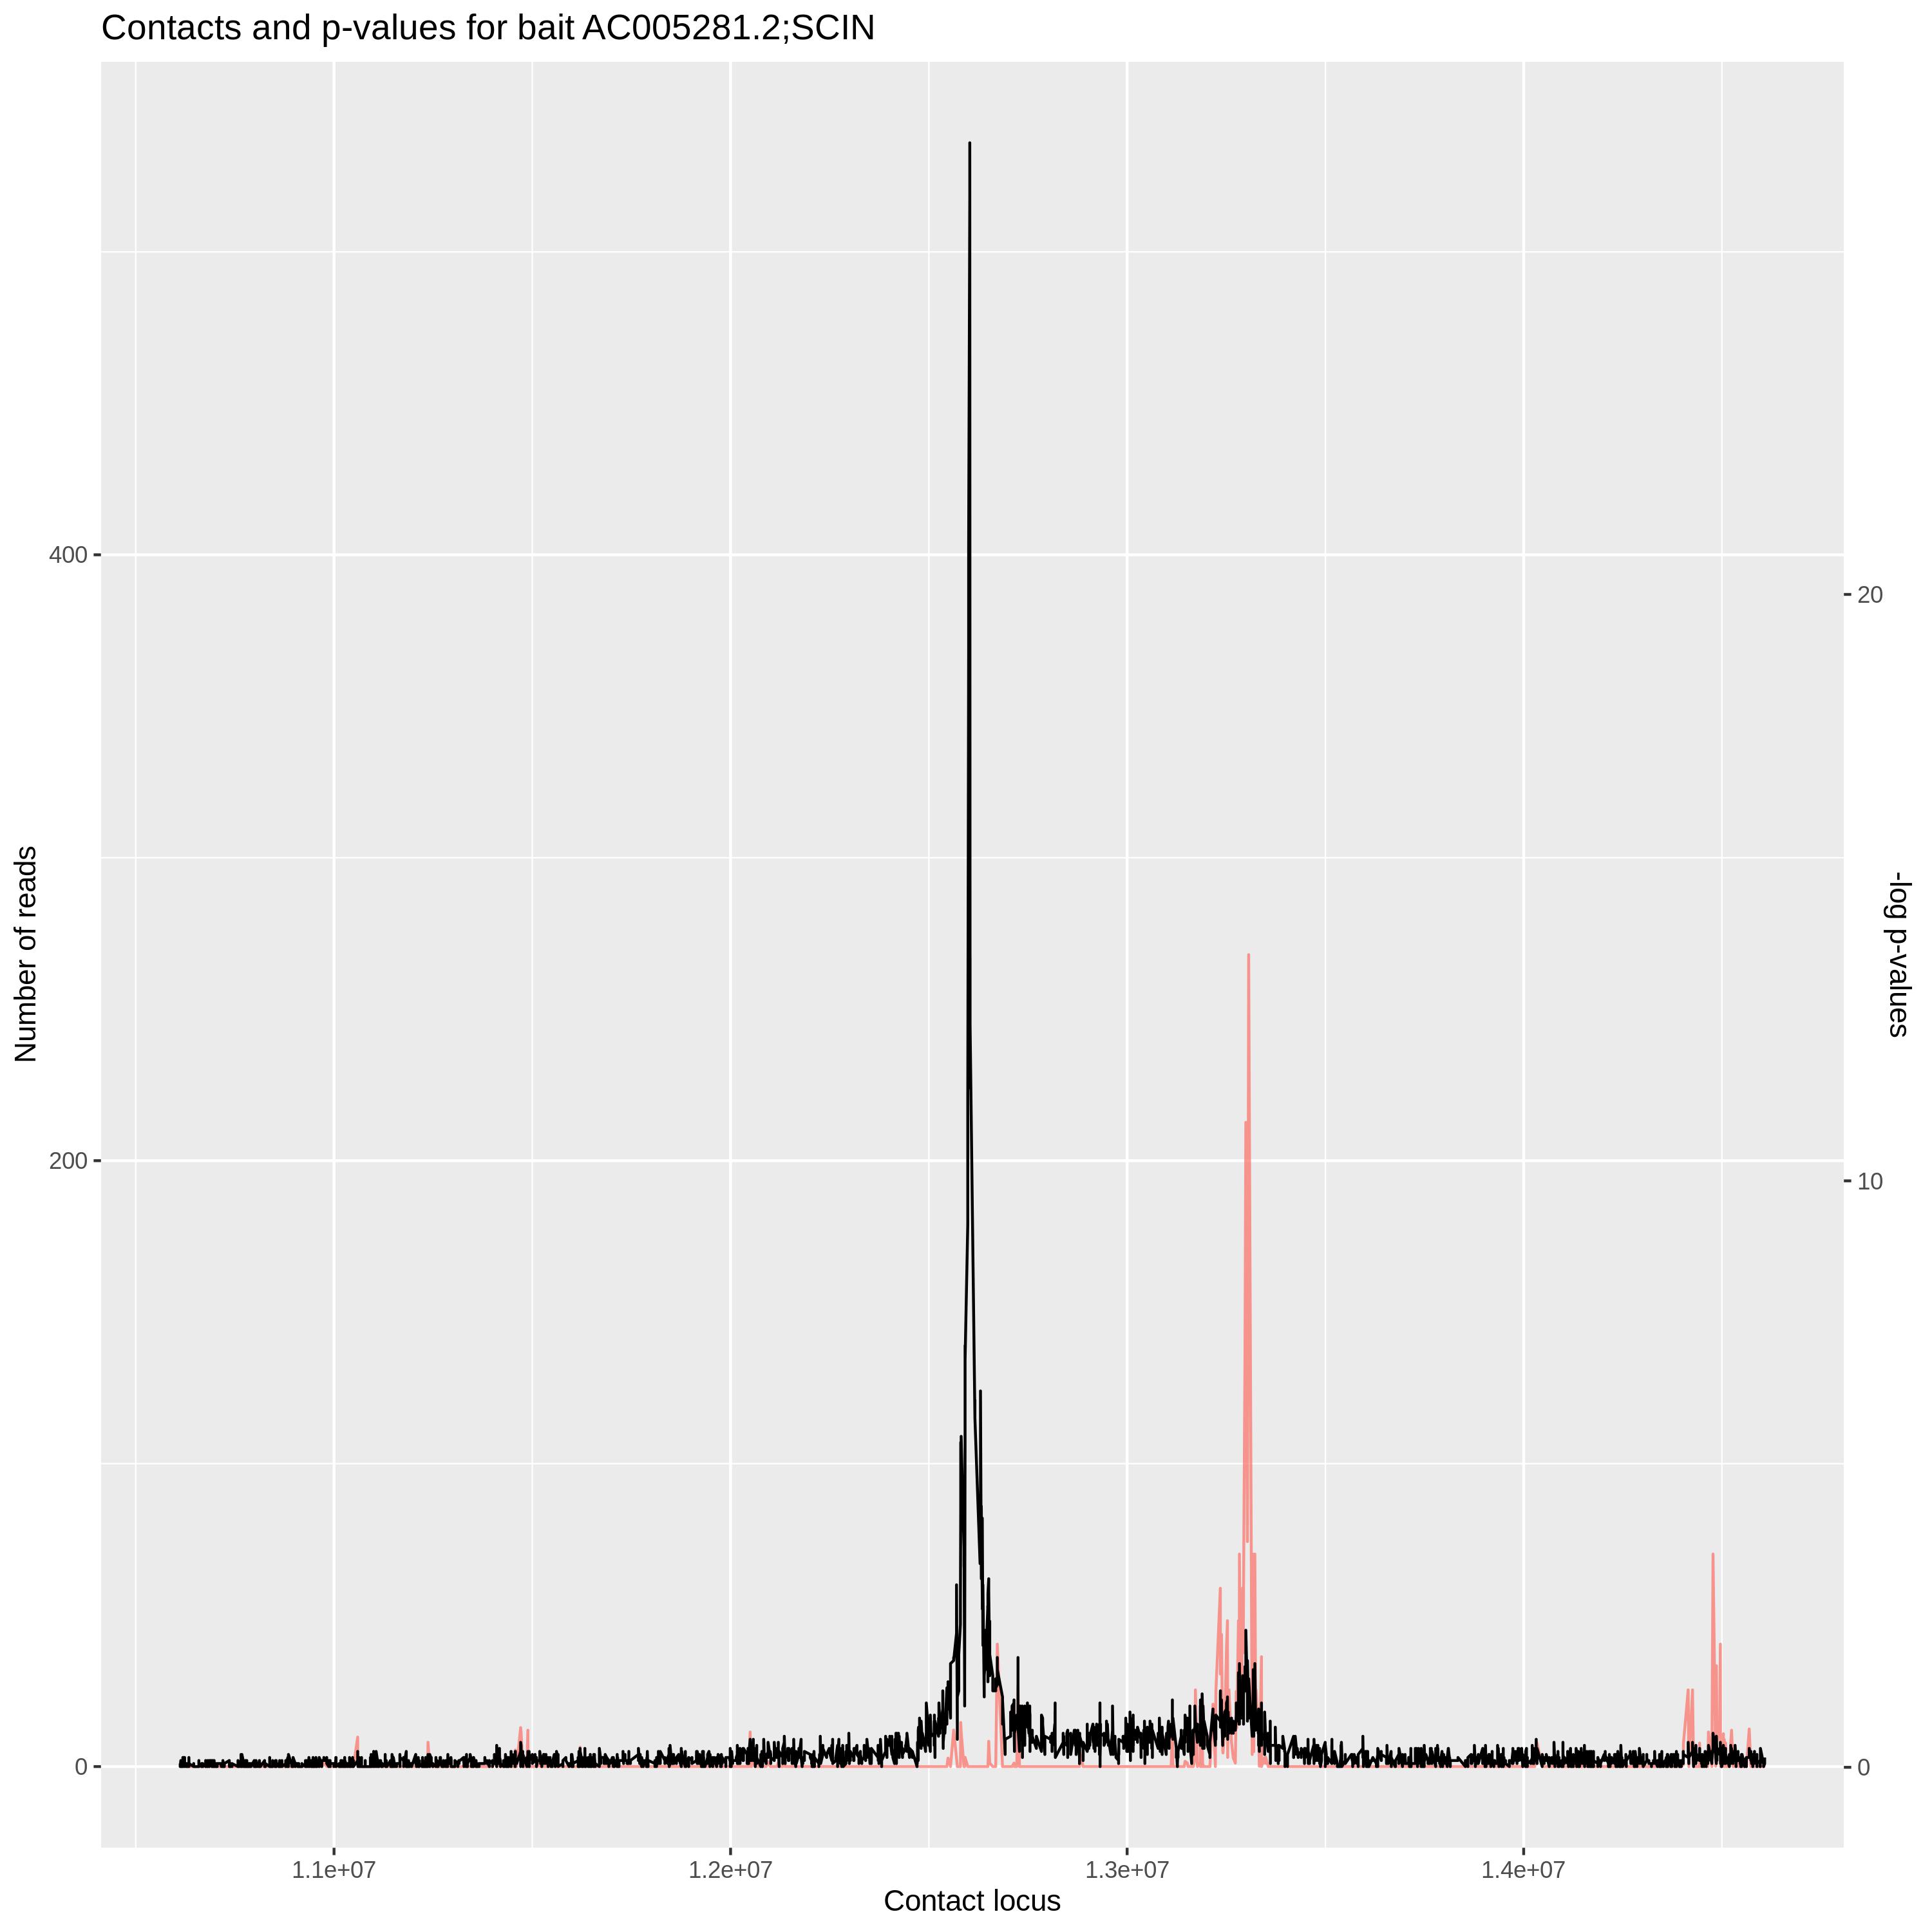 Contacts and p-values for bait AC005281.2;SCIN
Number of reads
400
200
0
20
10
0
-log p-values
1.1e+07 1.2e+07 1.3e+07 1.4e+07
Contact locus